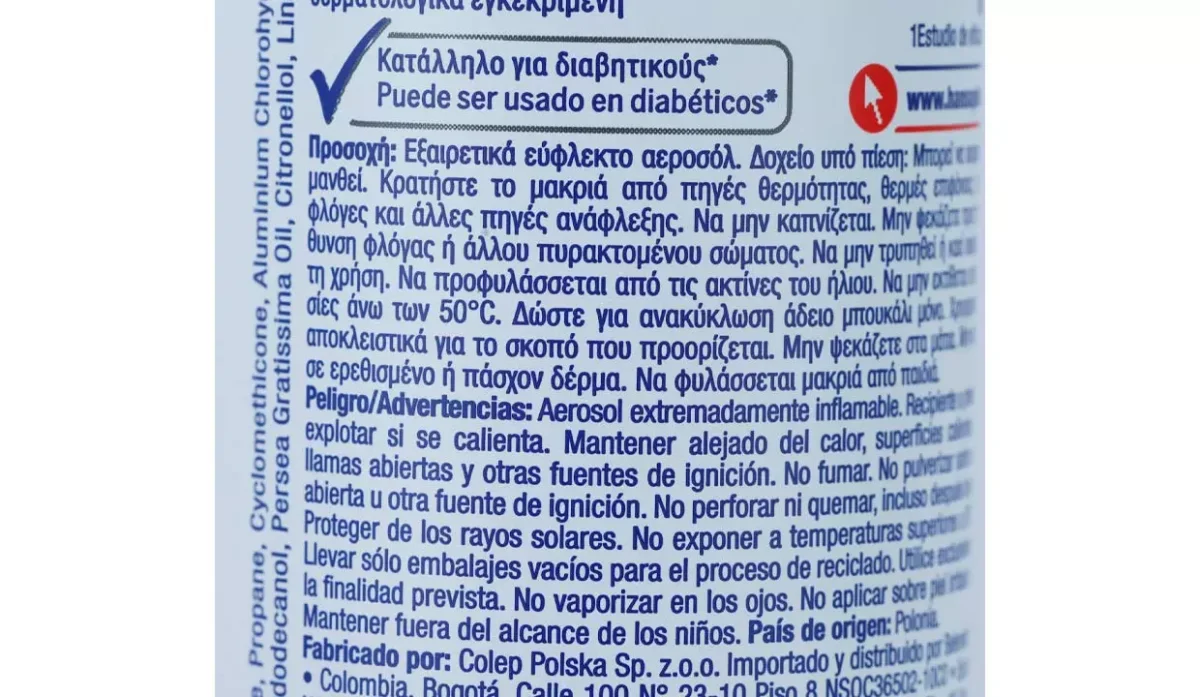 δερματολογικά εγκεκριμένη
Κατάλληλο για διαβητικούς*
Puede ser usado en diabéticos*
1Estudio de
www.
Προσοχή: Εξαιρετικά εύφλεκτο αεροσόλ. Δοχείο υπό πίεση: Μπορεί να
μανθεί. Κρατήστε το μακριά από πηγές θερμότητας, θερμές
φλόγες και άλλες πηγές ανάφλεξης. Να μην καπνίζεται. Μην ψεκάζετε
θυνση φλόγας ή άλλου πυρακτομένου σώματος. Να μην τρυπηθεί ή
τη χρήση. Να προφυλάσσεται από τις ακτίνες του ήλιου. Να μην
σίες άνω των 50°C. Δώστε για ανακύκλωση άδειο μπουκάλι μόνο.
αποκλειστικά για το σκοπό που προορίζεται. Μην ψεκάζετε στα μάτια.
σε ερεθισμένο ή πάσχον δέρμα. Να φυλάσσεται μακριά από παιδιά.
Peligro/Advertencias: Aerosol extremadamente inflamable. Recipiente
explotar si se calienta. Mantener alejado del calor, superficies
llamas abiertas y otras fuentes de ignición. No fumar. No pulverizar
abierta u otra fuente de ignición. No perforar ni quemar, incluso después
Proteger de los rayos solares. No exponer a temperaturas superiores
Llevar sólo embalajes vacíos para el proceso de reciclado. Utilice
la finalidad prevista. No vaporizar en los ojos. No aplicar sobre piel
Mantener fuera del alcance de los niños. País de origen: Polonia.
Fabricado por: Colep Polska Sp. z.o.o. Importado y distribuido por
• Colombia, Bogotá, Calle 100 N° 23-10 Piso 8 NSOC36502-10CO
Propane, Cyclomethicone, Aluminium
dodecanol, Persea Gratissima Oil, Citronellol,